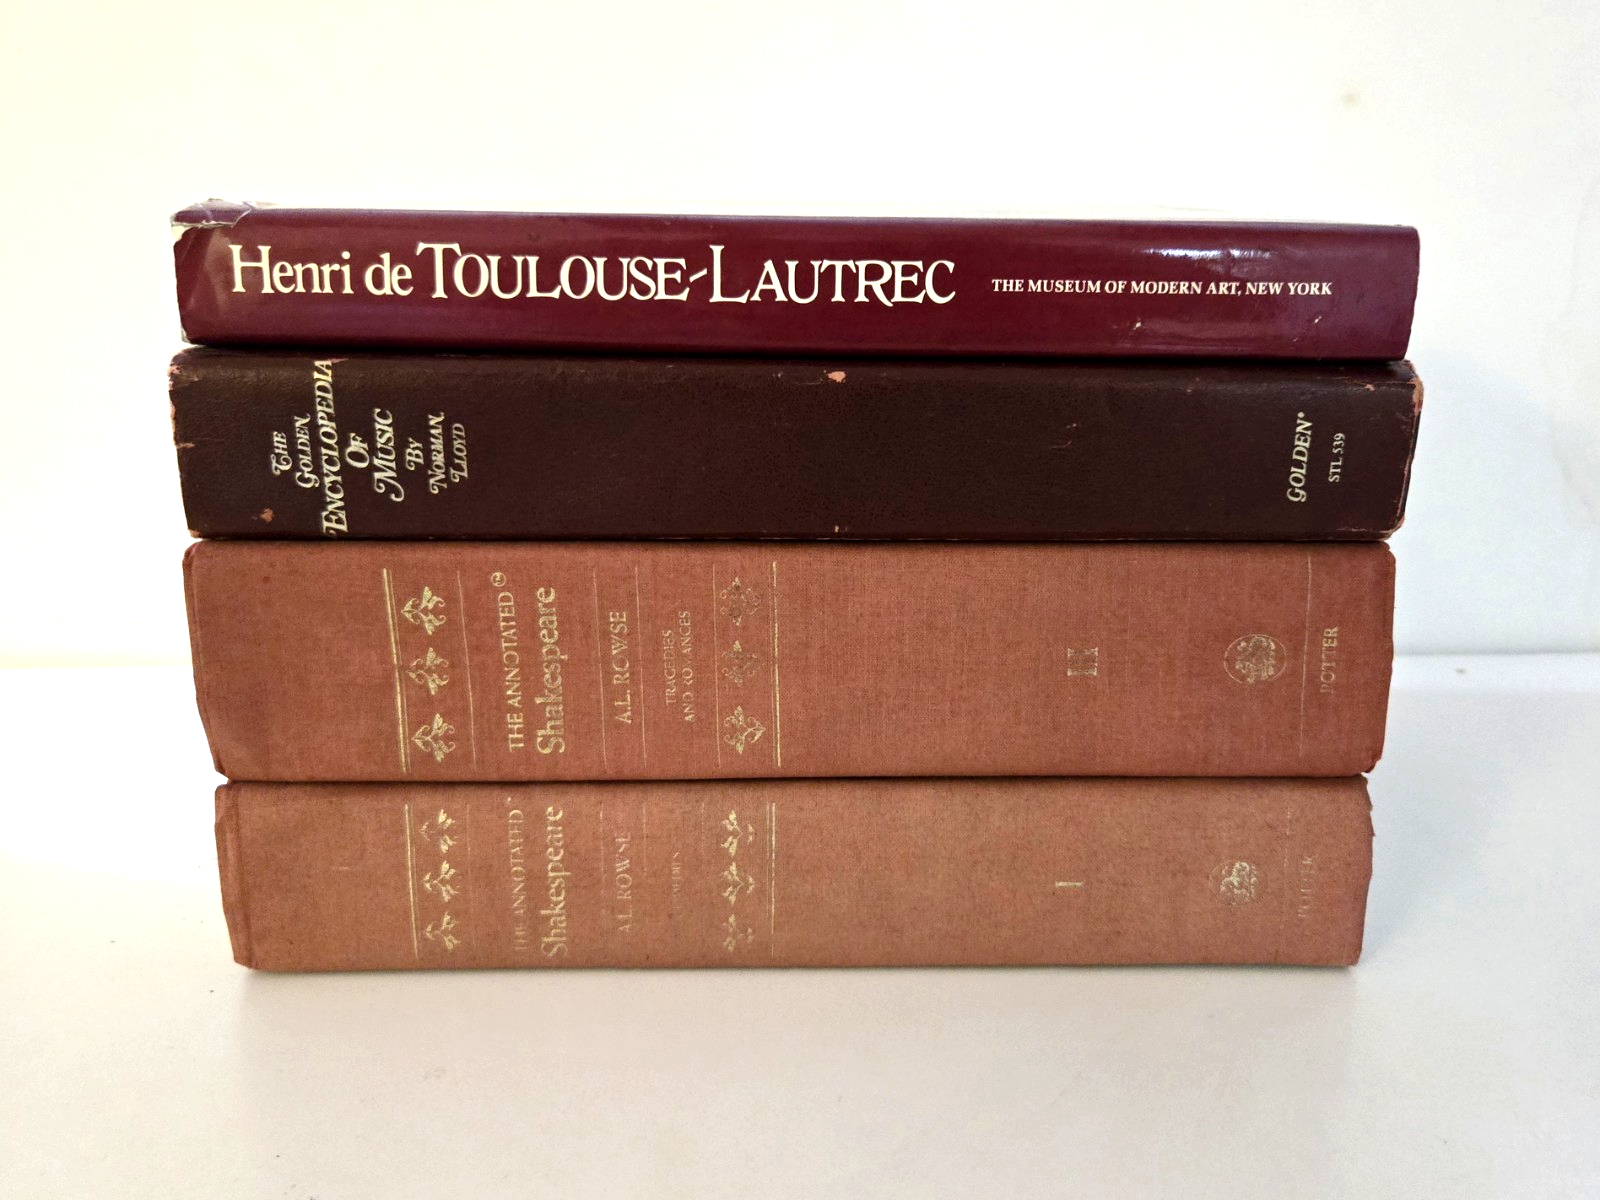 Henri de TOULOUSE-LAUTREC THE MUSEUM OF MODERN ART, NEW YORK
THE
GOLDEN
ENCYCLOPEDIA
OF
MUSIC
BY
NORMAN
LLOYD
GOLDEN®
STL 539
THE ANNOTATED
Shakespeare
A.L. ROWSE
TRAGEDIES
AND ROMANCES
III
POTTER
THE ANNOTATED
Shakespeare
A.L. ROWSE
I
POTTER